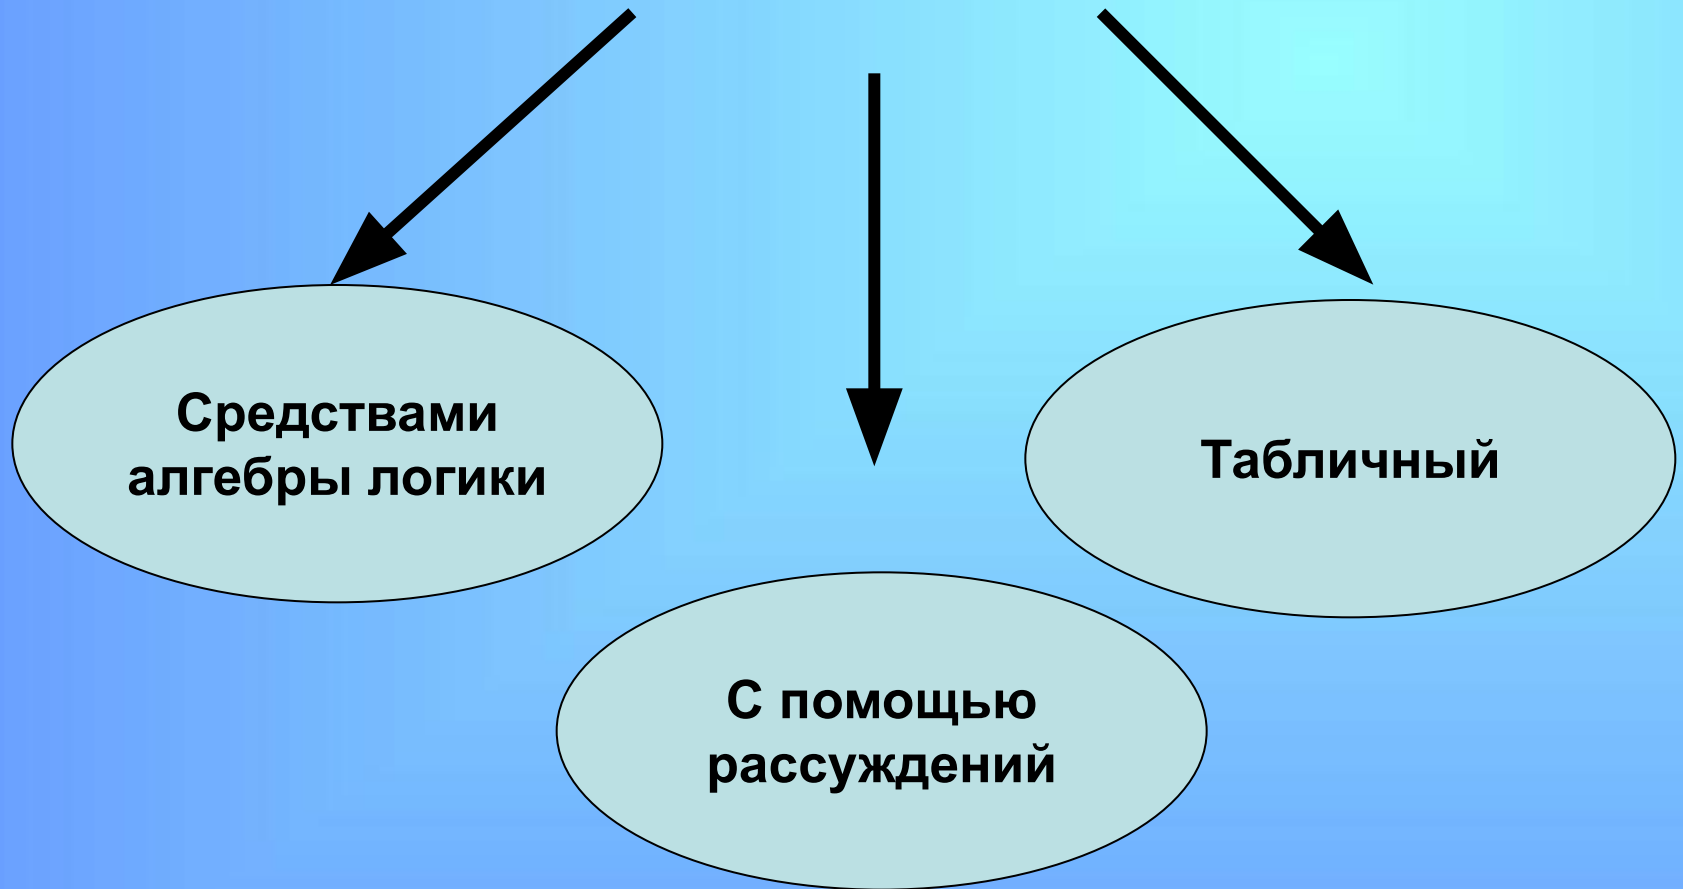 Средствами
алгебры логики
Табличный
С помощью
рассуждений